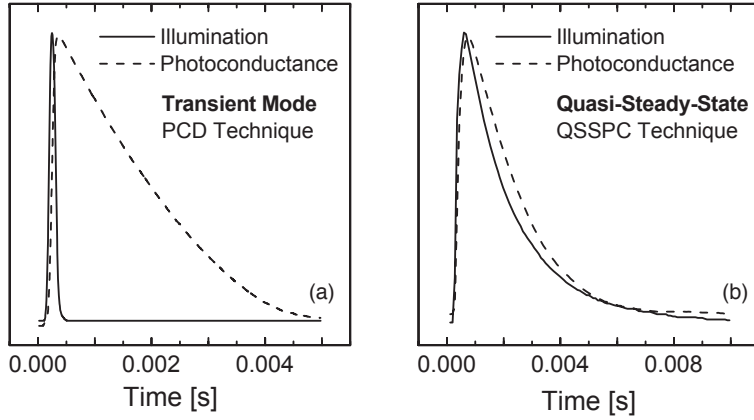 Illumination
Photoconductance
Transient Mode
PCD Technique
(a)
0.000 0.002 0.004
Time [s]
Illumination
Photoconductance
Quasi-Steady-State
QSSPC Technique
(b)
0.000 0.004 0.008
Time [s]